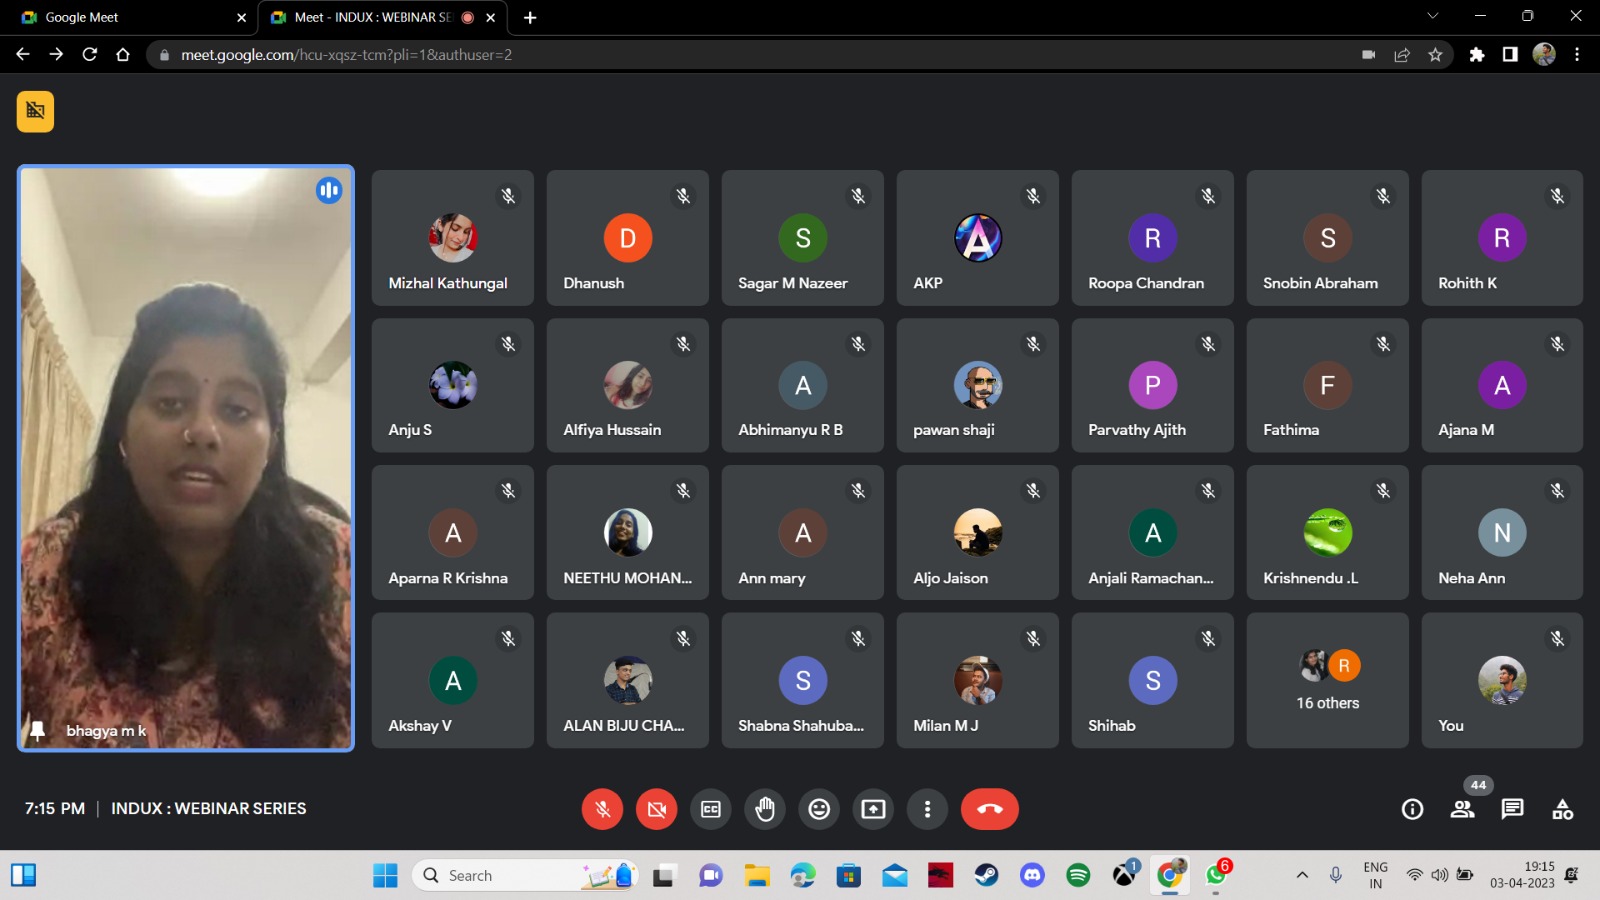 Google Meet
Meet - INDUX : WEBINAR SE
meet.google.com/hcu-xqsz-tcm?pli=1&authuser=2
Mizhal Kathungal
D
Dhanush
S
Sagar M Nazeer
A
AKP
R
Roopa Chandran
S
Snobin Abraham
R
Rohith K
Anju S
Alfiya Hussain
A
Abhimanyu R B
pawan shaji
P
Parvathy Ajith
F
Fathima
A
Ajana M
A
Aparna R Krishna
NEETHU MOHAN...
A
Ann mary
Aljo Jaison
A
Anjali Ramachan...
Krishnendu .L
N
Neha Ann
bhagya m k
A
Akshay V
ALAN BIJU CHA...
S
Shabna Shahuba...
Milan M J
S
Shihab
R
16 others
You
7:15 PM | INDUX : WEBINAR SERIES
CC
44
Search
1
6
ENG
IN
19:15
03-04-2023